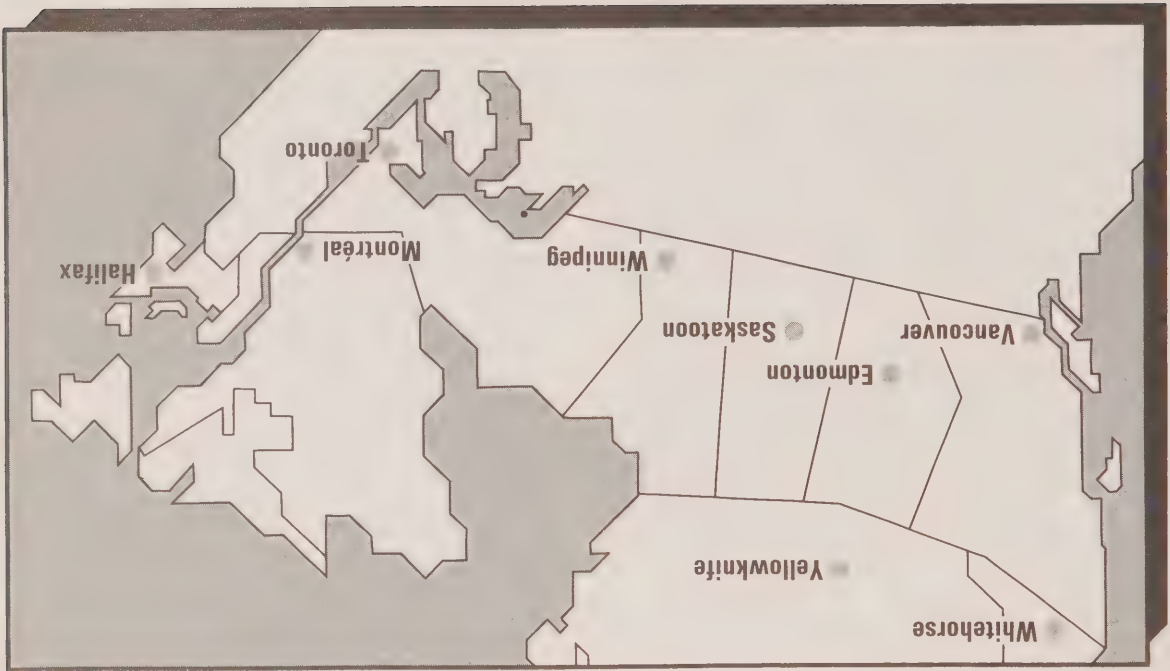 Whitehorse
Yellowknife
Edmonton
Vancouver
Saskatoon
Winnipeg
Halifax
Montréal
Toronto